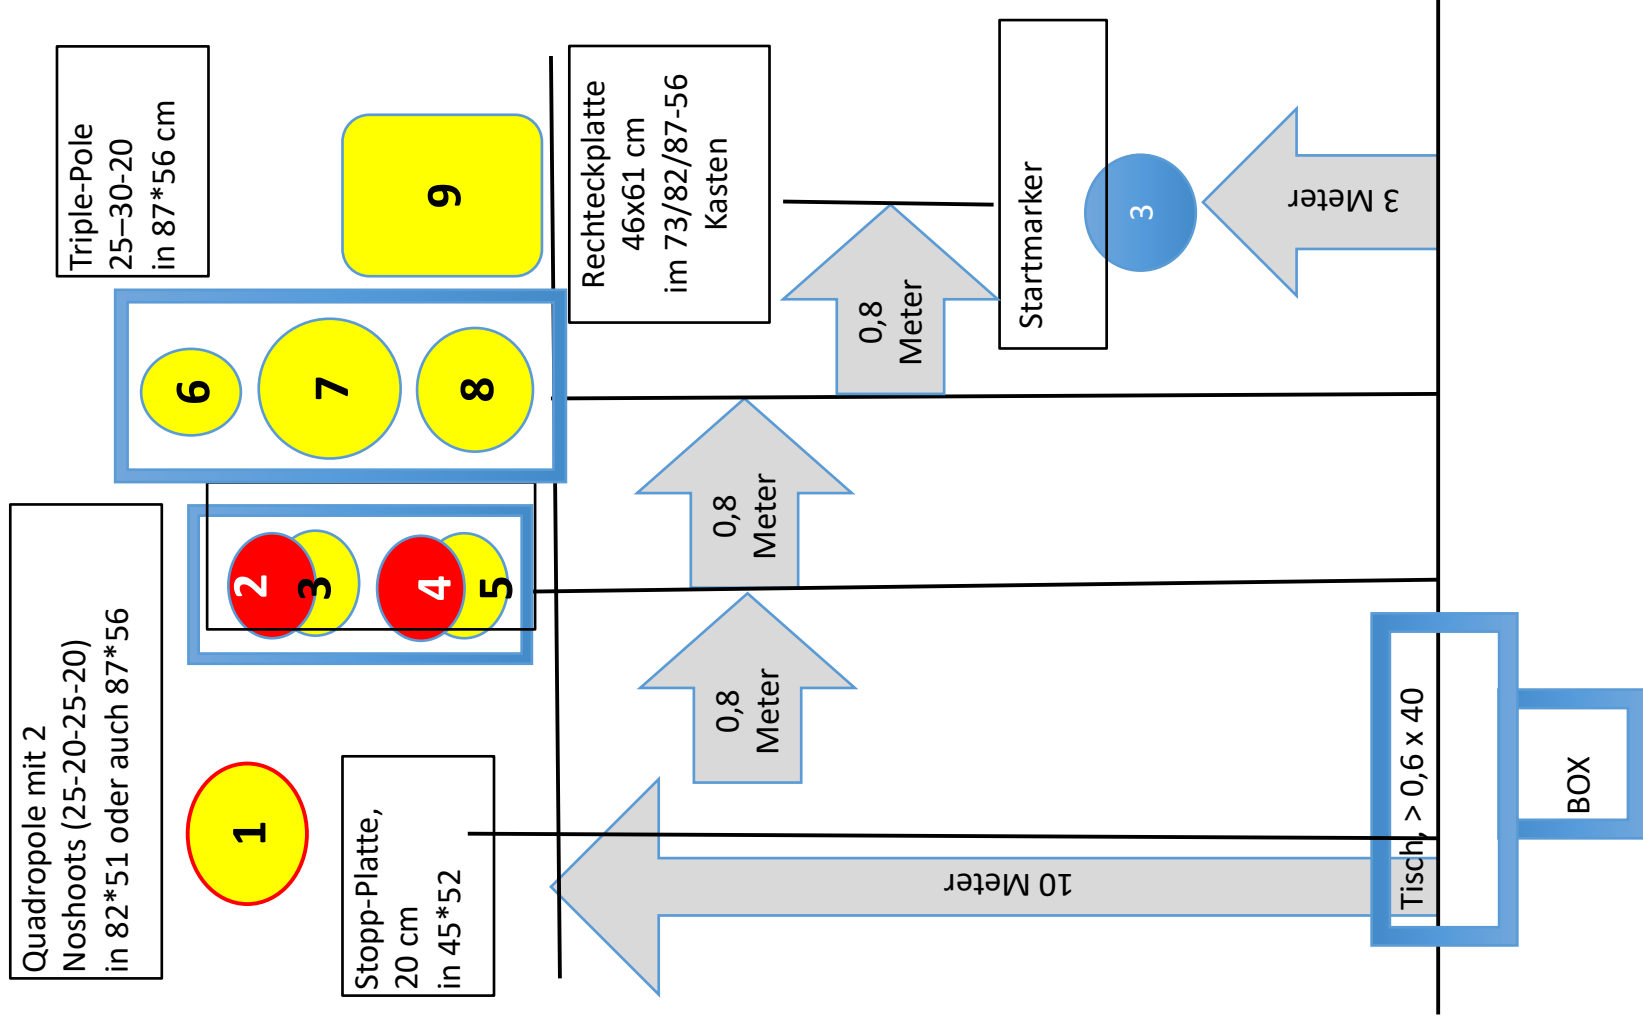 Quadropole mit 2
Noshoots (25-20-25-20)
in 82*51 oder auch 87*56
Triple-Pole
25–30-20
in 87*56 cm
1
2
3
4
5
6
7
8
9
Stopp-Platte,
20 cm
in 45*52
Rechteckplatte
46x61 cm
im 73/82/87-56
Kasten
0,8
Meter
0,8
Meter
0,8
Meter
10 Meter
Startmarker
3
3 Meter
Tisch, > 0,6 x 40
BOX